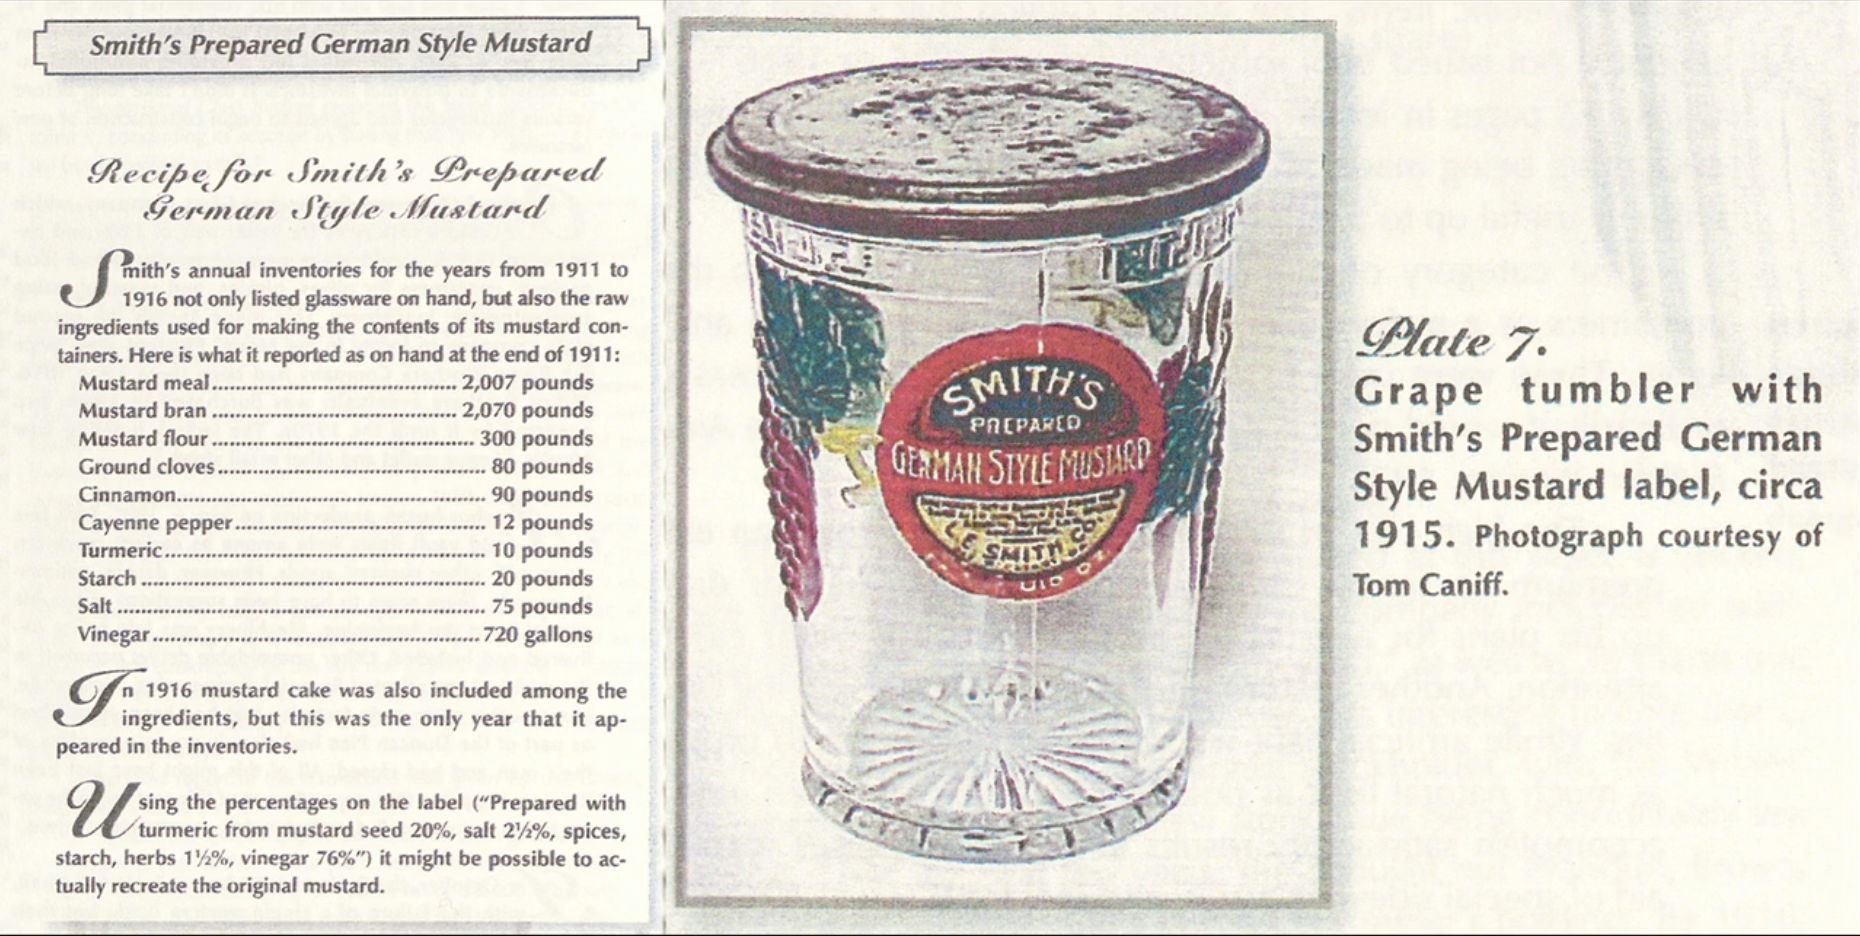 Smith's Prepared German Style Mustard
Recipe for Smith's Prepared
German Style Mustard
Smith's annual inventories for the years from 1911 to
1916 not only listed glassware on hand, but also the raw
ingredients used for making the contents of its mustard con-
tainers. Here is what it reported as on hand at the end of 1911:
Mustard meal.................................................. 2,007 pounds
Mustard bran .................................................. 2,070 pounds
Mustard flour ..................................................... 300 pounds
Ground cloves ...................................................... 80 pounds
Cinnamon............................................................. 90 pounds
Cayenne pepper.................................................. 12 pounds
Turmeric................................................................ 10 pounds
Starch .................................................................... 20 pounds
Salt ........................................................................ 75 pounds
Vinegar.................................................................720 gallons
In 1916 mustard cake was also included among the
ingredients, but this was the only year that it ap-
peared in the inventories.
Using the percentages on the label ("Prepared with
turmeric from mustard seed 20%, salt 2½%, spices,
starch, herbs 1½%, vinegar 76%") it might be possible to ac-
tually recreate the original mustard.
SMITH'S
PREPARED
GERMAN STYLE MUSTARD
L.E. SMITH CO.
Plate 7.
Grape tumbler with
Smith's Prepared German
Style Mustard label, circa
1915. Photograph courtesy of
Tom Caniff.